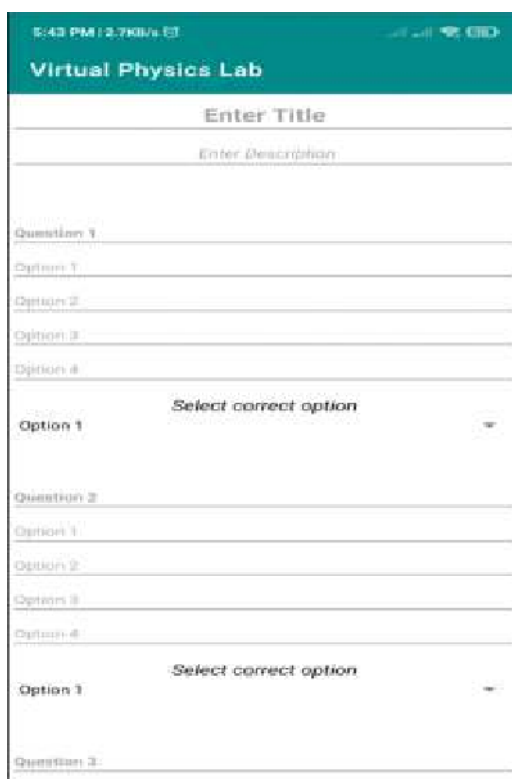 5:43 PM | 2.7KB/s
Virtual Physics Lab
Enter Title
Enter Description
Question 1
Option 1
Option 2
Option 3
Option 4
Select correct option
Option 1
Question 2
Option 1
Option 2
Option 3
Option 4
Select correct option
Option 1
Question 3